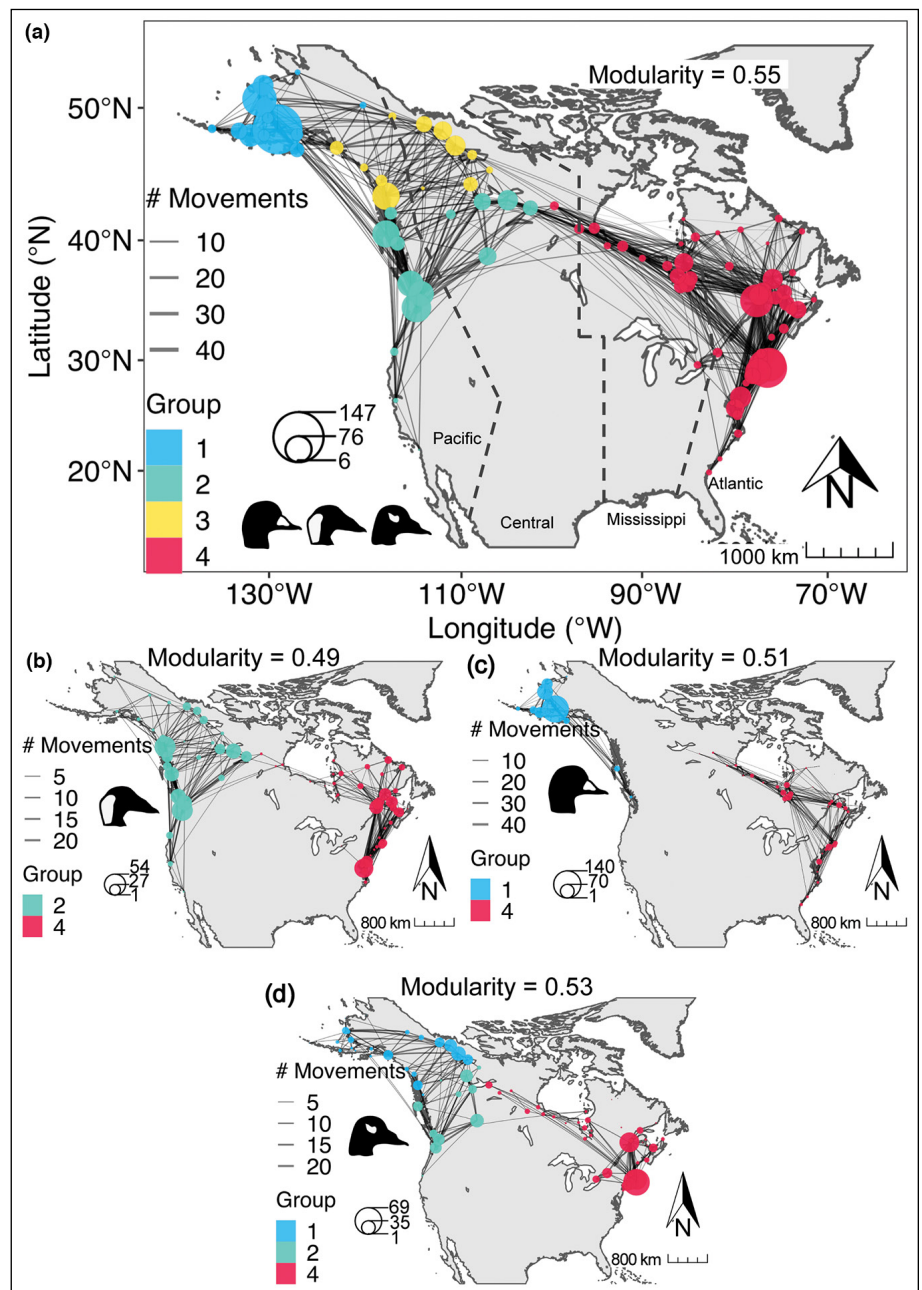 (a)
Modularity = 0.55
50°N
40°N
30°N
20°N
Latitude (°N)
# Movements
10
20
30
40
Group
1
2
3
4
147
76
6
Pacific
Central
Mississippi
Atlantic
N
1000 km
130°W
110°W
90°W
70°W
Longitude (°W)
(b)
Modularity = 0.49
# Movements
5
10
15
20
54
27
1
Group
2
4
N
800 km
(c)
Modularity = 0.51
# Movements
10
20
30
40
140
70
1
Group
1
4
N
800 km
(d)
Modularity = 0.53
# Movements
5
10
15
20
69
35
1
Group
1
2
4
N
800 km